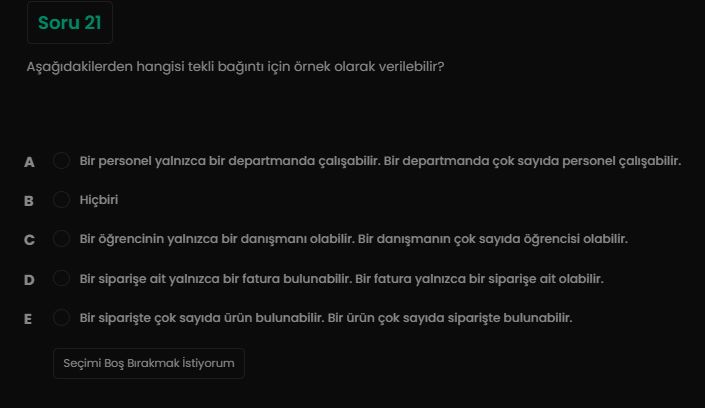 Soru 21
Aşağıdakilerden hangisi tekli bağıntı için örnek olarak verilebilir?
A Bir personel yalnızca bir departmanda çalışabilir. Bir departmanda çok sayıda personel çalışabilir.
B Hiçbiri
C Bir öğrencinin yalnızca bir danışmanı olabilir. Bir danışmanın çok sayıda öğrencisi olabilir.
D Bir siparişe ait yalnızca bir fatura bulunabilir. Bir fatura yalnızca bir siparişe ait olabilir.
E Bir siparişte çok sayıda ürün bulunabilir. Bir ürün çok sayıda siparişte bulunabilir.
Seçimi Boş Bırakmak İstiyorum